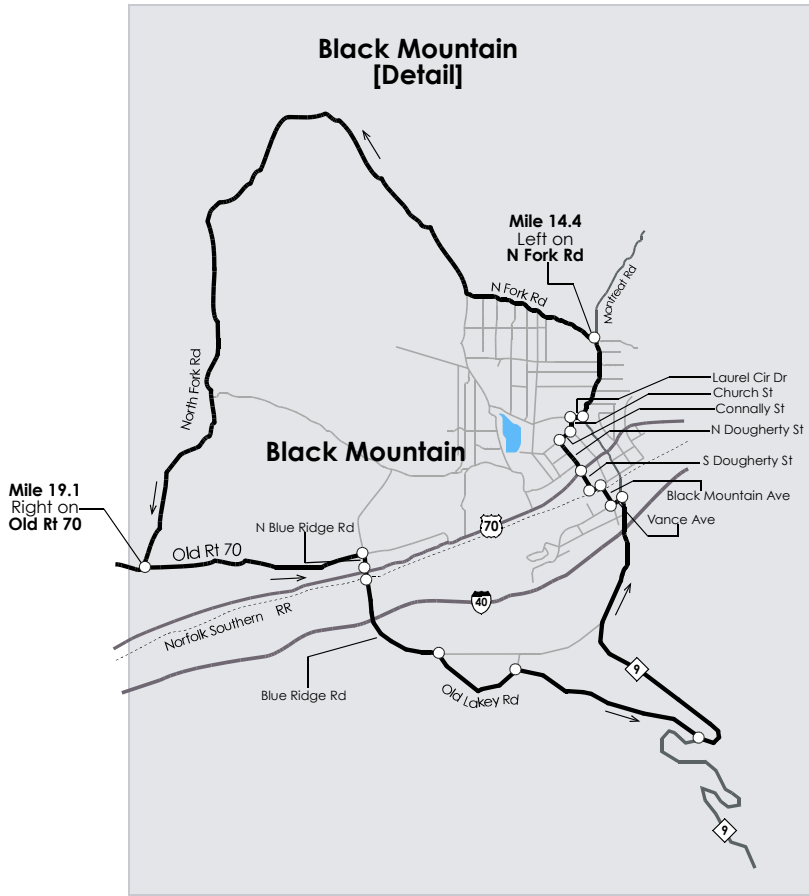 Black Mountain
[Detail]
Mile 14.4
Left on
N Fork Rd
Montreat Rd
N Fork Rd
North Fork Rd
Laurel Cir Dr
Church St
Connally St
N Dougherty St
Black Mountain
S Dougherty St
Mile 19.1
Right on
Old Rt 70
Black Mountain Ave
Vance Ave
N Blue Ridge Rd
70
Old Rt 70
40
Norfolk Southern RR
9
Blue Ridge Rd
Old Lakey Rd
9